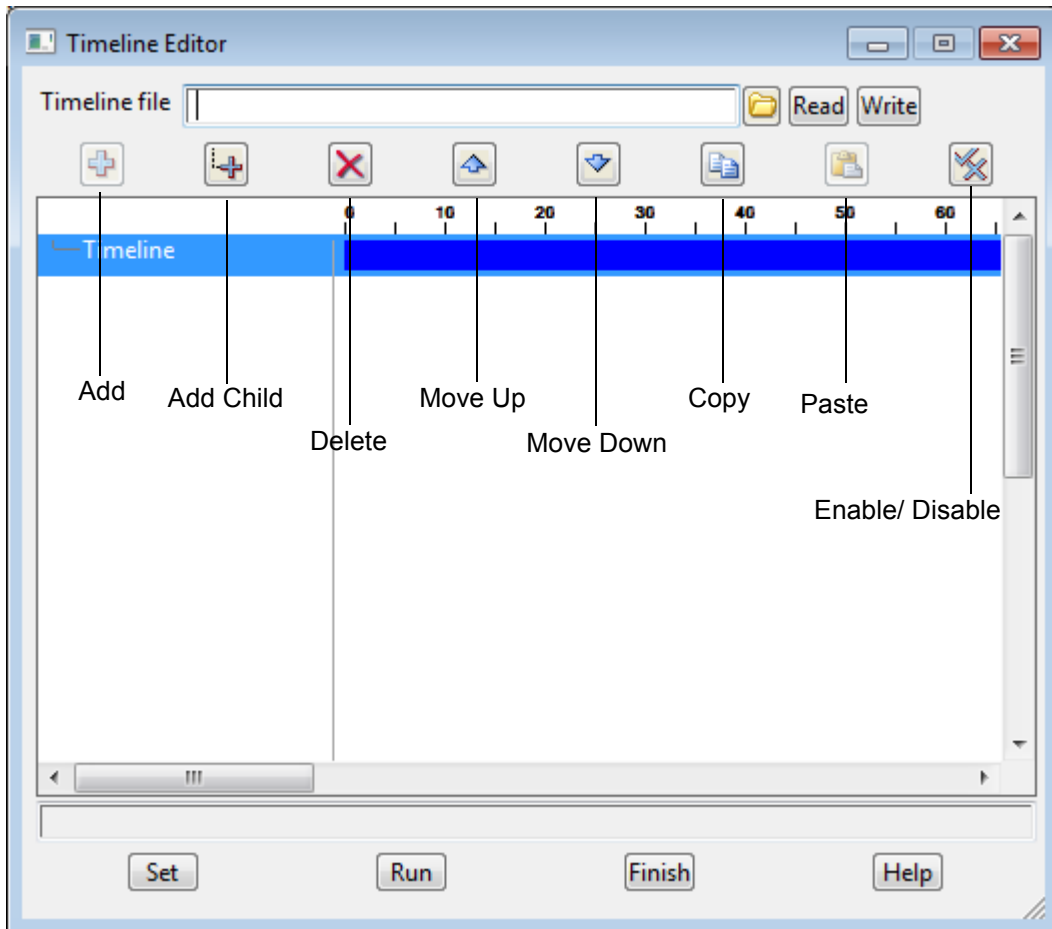 Timeline Editor
Timeline file
Read
Write
0 10 20 30 40 50 60
Timeline
Add
Add Child
Delete
Move Up
Move Down
Copy
Paste
Enable/ Disable
Set
Run
Finish
Help